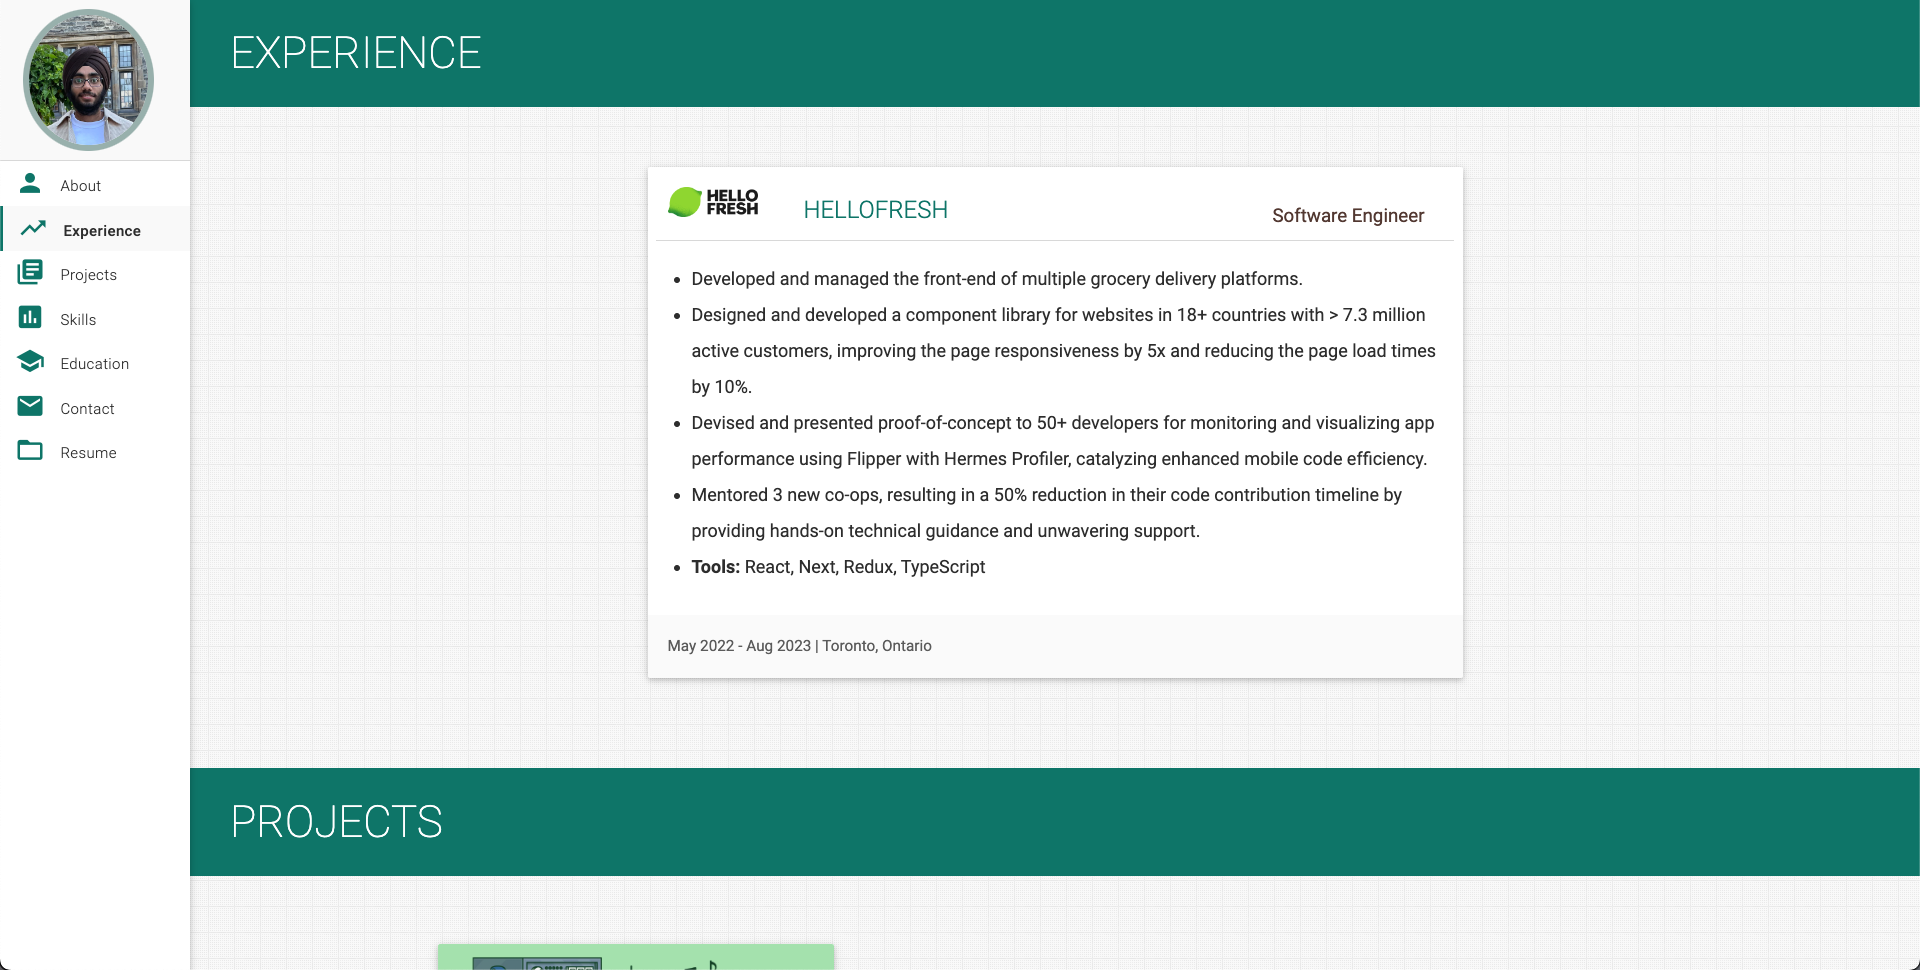 About
Experience
Projects
Skills
Education
Contact
Resume
EXPERIENCE
HELLO
FRESH
HELLOFRESH
Software Engineer
• Developed and managed the front-end of multiple grocery delivery platforms.
• Designed and developed a component library for websites in 18+ countries with > 7.3 million
active customers, improving the page responsiveness by 5x and reducing the page load times
by 10%.
• Devised and presented proof-of-concept to 50+ developers for monitoring and visualizing app
performance using Flipper with Hermes Profiler, catalyzing enhanced mobile code efficiency.
• Mentored 3 new co-ops, resulting in a 50% reduction in their code contribution timeline by
providing hands-on technical guidance and unwavering support.
• Tools: React, Next, Redux, TypeScript
May 2022 - Aug 2023 | Toronto, Ontario
PROJECTS